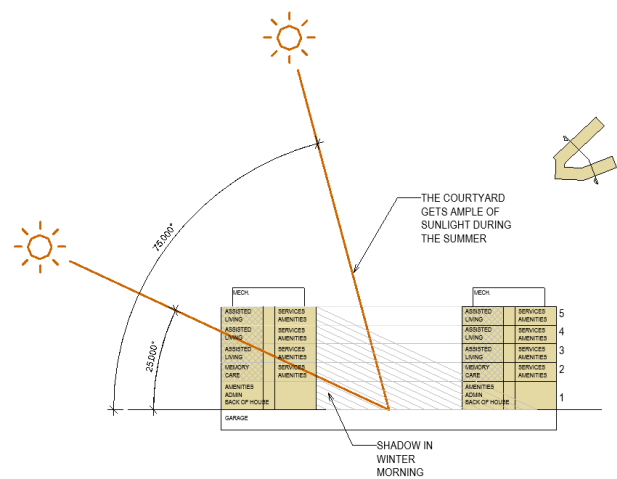 75.000°
25.000°
THE COURTYARD
GETS AMPLE OF
SUNLIGHT DURING
THE SUMMER
MECH.
MECH.
ASSISTED
LIVING
SERVICES
AMENITIES
ASSISTED
LIVING
SERVICES
AMENITIES
5
ASSISTED
LIVING
SERVICES
AMENITIES
ASSISTED
LIVING
SERVICES
AMENITIES
4
ASSISTED
LIVING
SERVICES
AMENITIES
ASSISTED
LIVING
SERVICES
AMENITIES
3
MEMORY
CARE
SERVICES
AMENITIES
MEMORY
CARE
SERVICES
AMENITIES
2
AMENITIES
ADMIN
BACK OF HOUSE
AMENITIES
ADMIN
BACK OF HOUSE
1
GARAGE
SHADOW IN
WINTER
MORNING